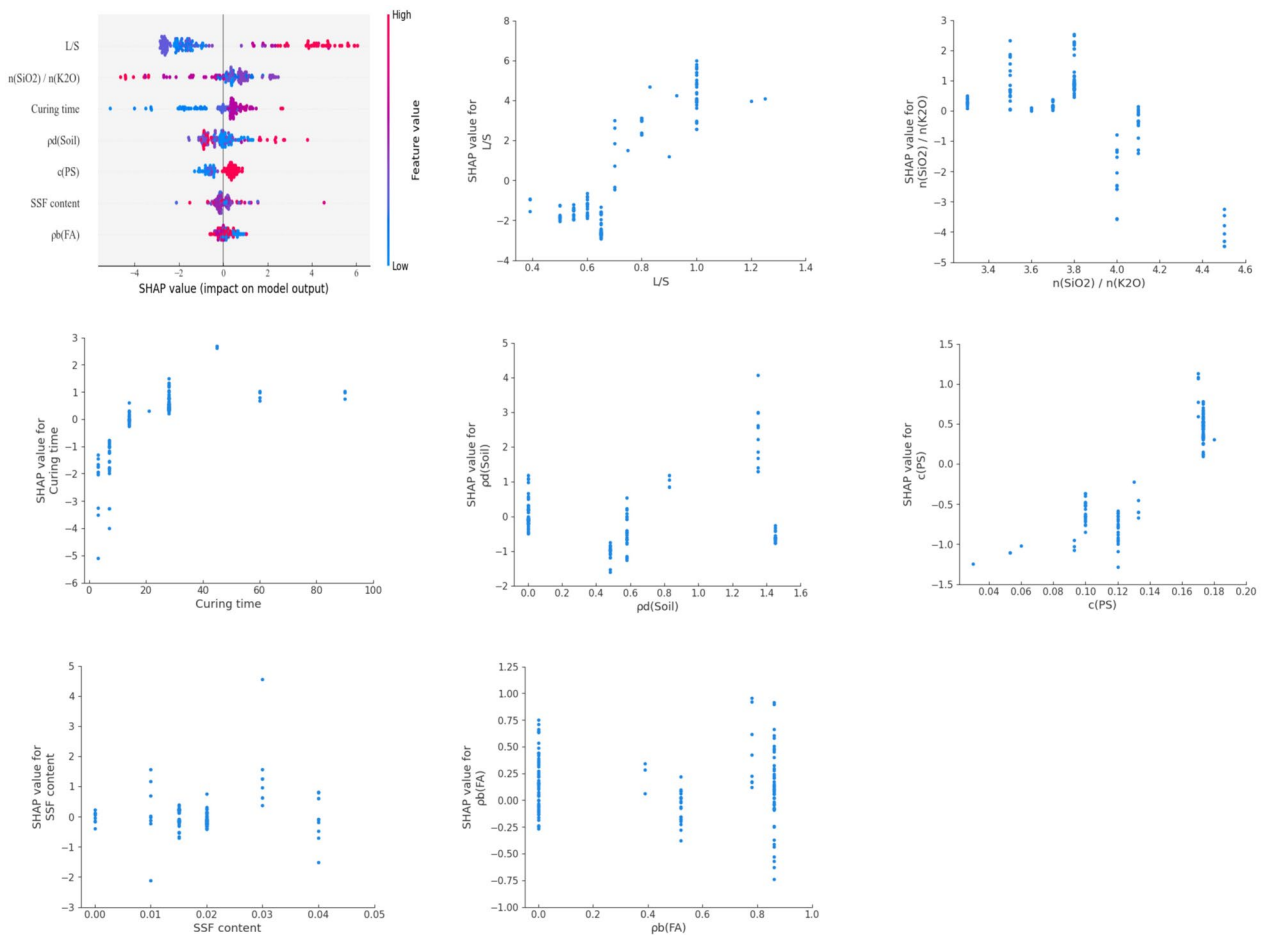 High
L/S
n(SiO2) / n(K2O)
Curing time
ρd(Soil)
c(PS)
SSF content
ρb(FA)
Feature value
Low
−4 −2 0 2 4 6
SHAP value (impact on model output)
SHAP value for
L/S
8
6
4
2
0
−2
−4
0.4 0.6 0.8 1.0 1.2 1.4
L/S
SHAP value for
n(SiO2) / n(K2O)
3
2
1
0
−1
−2
−3
−4
−5
3.4 3.6 3.8 4.0 4.2 4.4 4.6
n(SiO2) / n(K2O)
SHAP value for
Curing time
3
2
1
0
−1
−2
−3
−4
−5
−6
0 20 40 60 80 100
Curing time
SHAP value for
ρd(Soil)
5
4
3
2
1
0
−1
−2
0.0 0.2 0.4 0.6 0.8 1.0 1.2 1.4 1.6
ρd(Soil)
SHAP value for
c(PS)
1.5
1.0
0.5
0.0
−0.5
−1.0
−1.5
0.04 0.06 0.08 0.10 0.12 0.14 0.16 0.18 0.20
c(PS)
SHAP value for
SSF content
5
4
3
2
1
0
−1
−2
−3
0.00 0.01 0.02 0.03 0.04 0.05
SSF content
SHAP value for
ρb(FA)
1.25
1.00
0.75
0.50
0.25
0.00
−0.25
−0.50
−0.75
−1.00
0.0 0.2 0.4 0.6 0.8 1.0
ρb(FA)